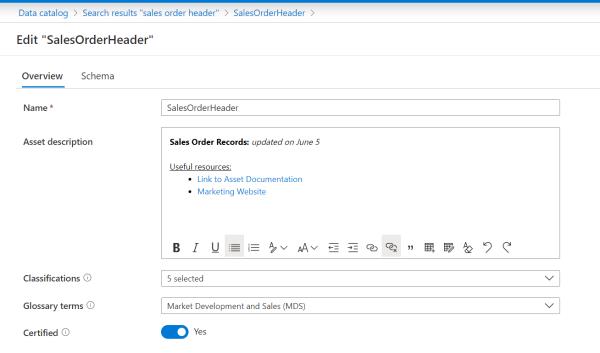 Data catalog > Search results "sales order header" > SalesOrderHeader >
Edit "SalesOrderHeader"
Overview Schema
Name * SalesOrderHeader
Asset description
Sales Order Records: updated on June 5
Useful resources:
• Link to Asset Documentation
• Marketing Website
B I U A AA "
Classifications 5 selected
Glossary terms Market Development and Sales (MDS)
Certified Yes